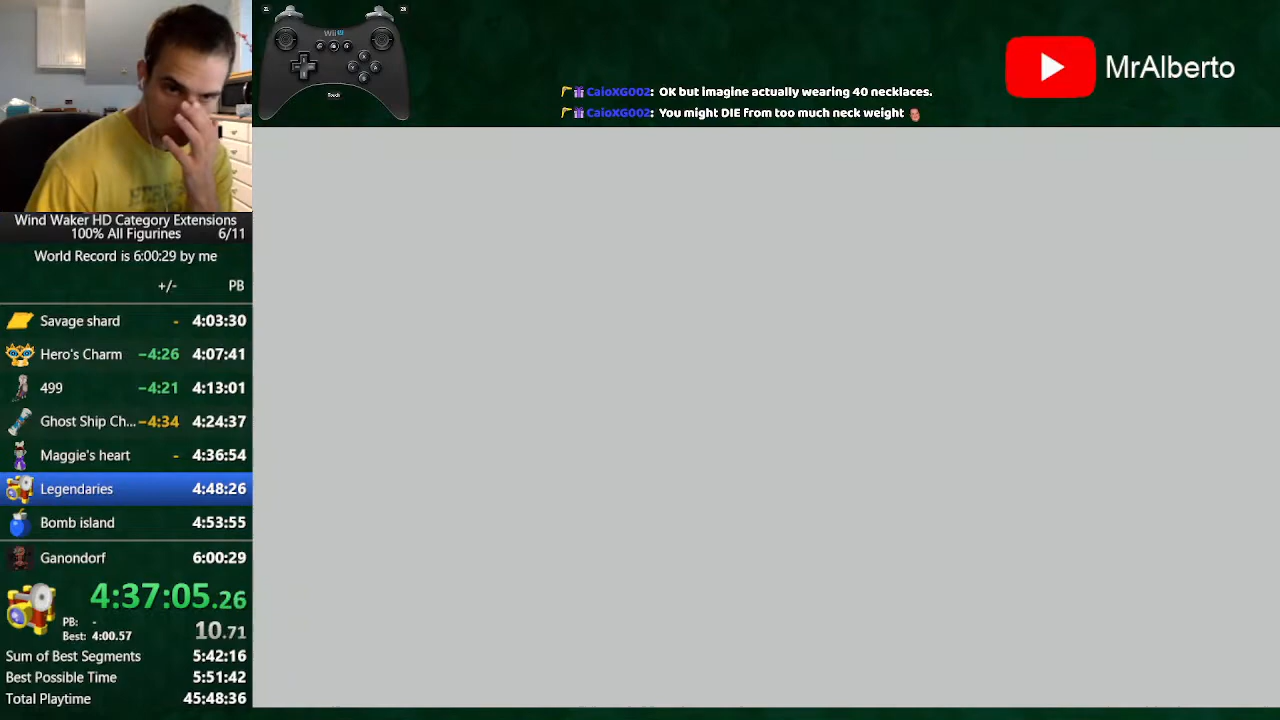 ZL ZR
Wii U
MrAlberto
CaioXG002: OK but imagine actually wearing 40 necklaces.
CaioXG002: You might DIE from too much neck weight
Wind Waker HD Category Extensions
100% All Figurines 6/11
World Record is 6:00:29 by me
+/- PB
Savage shard - 4:03:30
Hero's Charm −4:26 4:07:41
499 −4:21 4:13:01
Ghost Ship Ch... −4:34 4:24:37
Maggie's heart - 4:36:54
Legendaries 4:48:26
Bomb island 4:53:55
Ganondorf 6:00:29
4:37:05.26
PB: -
Best: 4:00.57
10.71
Sum of Best Segments 5:42:16
Best Possible Time 5:51:42
Total Playtime 45:48:36